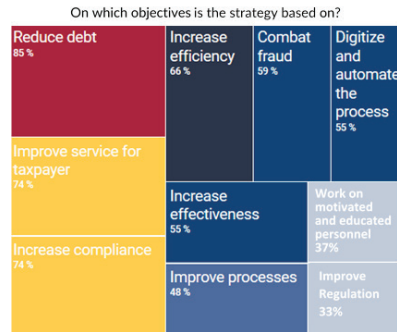 On which objectives is the strategy based on?
Reduce debt
85 %
Increase
efficiency
66 %
Combat
fraud
59 %
Digitize
and
automate
the
process
55 %
Improve service for
taxpayer
74 %
Increase compliance
74 %
Increase
effectiveness
55 %
Work on
motivated
and educated
personnel
37%
Improve processes
48 %
Improve
Regulation
33%